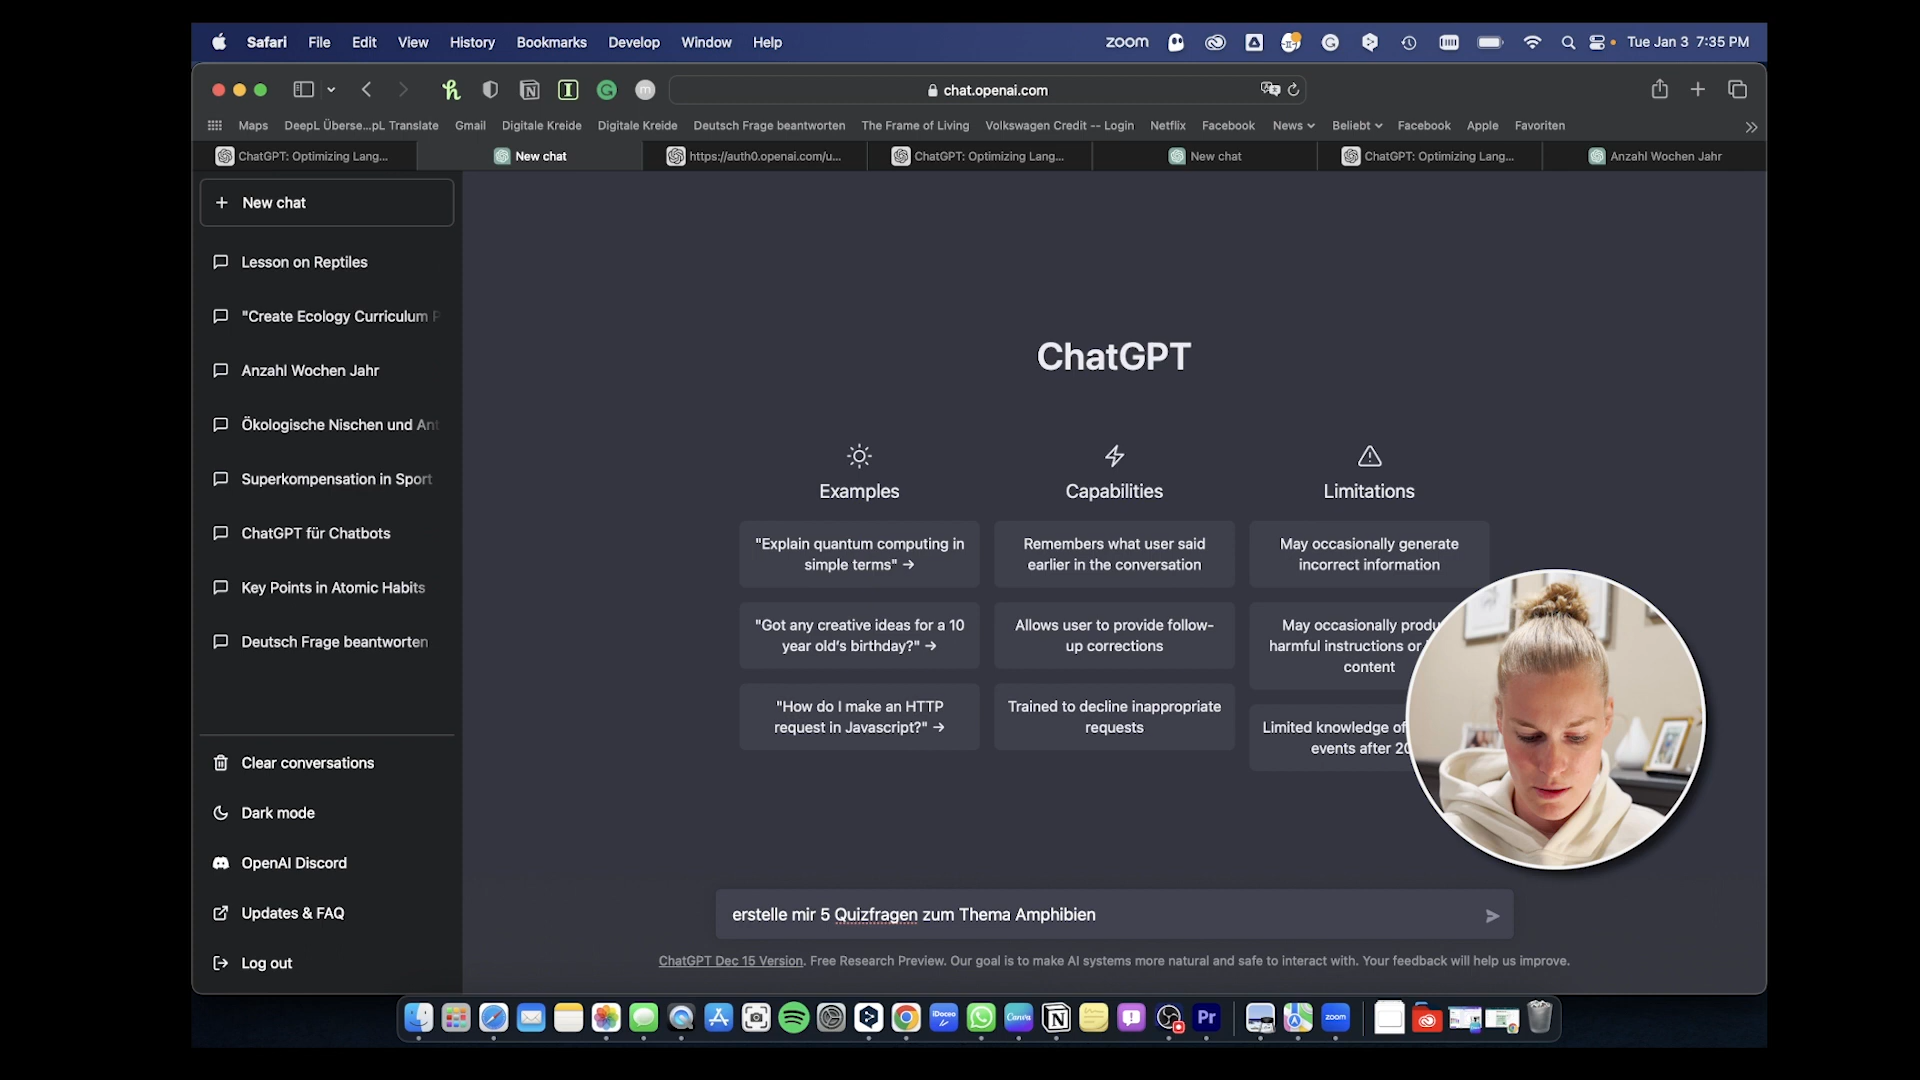 Safari File Edit View History Bookmarks Develop Window Help zoom Tue Jan 3 7:35 PM
chat.openai.com
Maps DeepL Überse...pL Translate Gmail Digitale Kreide Digitale Kreide Deutsch Frage beantworten The Frame of Living Volkswagen Credit -- Login Netflix Facebook News Beliebt Facebook Apple Favoriten
ChatGPT: Optimizing Lang... New chat https://auth0.openai.com/u... ChatGPT: Optimizing Lang... New chat ChatGPT: Optimizing Lang... Anzahl Wochen Jahr
+ New chat
Lesson on Reptiles
"Create Ecology Curriculum P
Anzahl Wochen Jahr
Ökologische Nischen und Ant
Superkompensation in Sport
ChatGPT für Chatbots
Key Points in Atomic Habits
Deutsch Frage beantworten
Clear conversations
Dark mode
OpenAI Discord
Updates & FAQ
Log out
ChatGPT
Examples
"Explain quantum computing in
simple terms" →
"Got any creative ideas for a 10
year old's birthday?" →
"How do I make an HTTP
request in Javascript?" →
Capabilities
Remembers what user said
earlier in the conversation
Allows user to provide follow-
up corrections
Trained to decline inappropriate
requests
Limitations
May occasionally generate
incorrect information
May occasionally produ
harmful instructions or
content
Limited knowledge of
events after 20
erstelle mir 5 Quizfragen zum Thema Amphibien
ChatGPT Dec 15 Version. Free Research Preview. Our goal is to make AI systems more natural and safe to interact with. Your feedback will help us improve.
iDoceo Canva Pr zoom